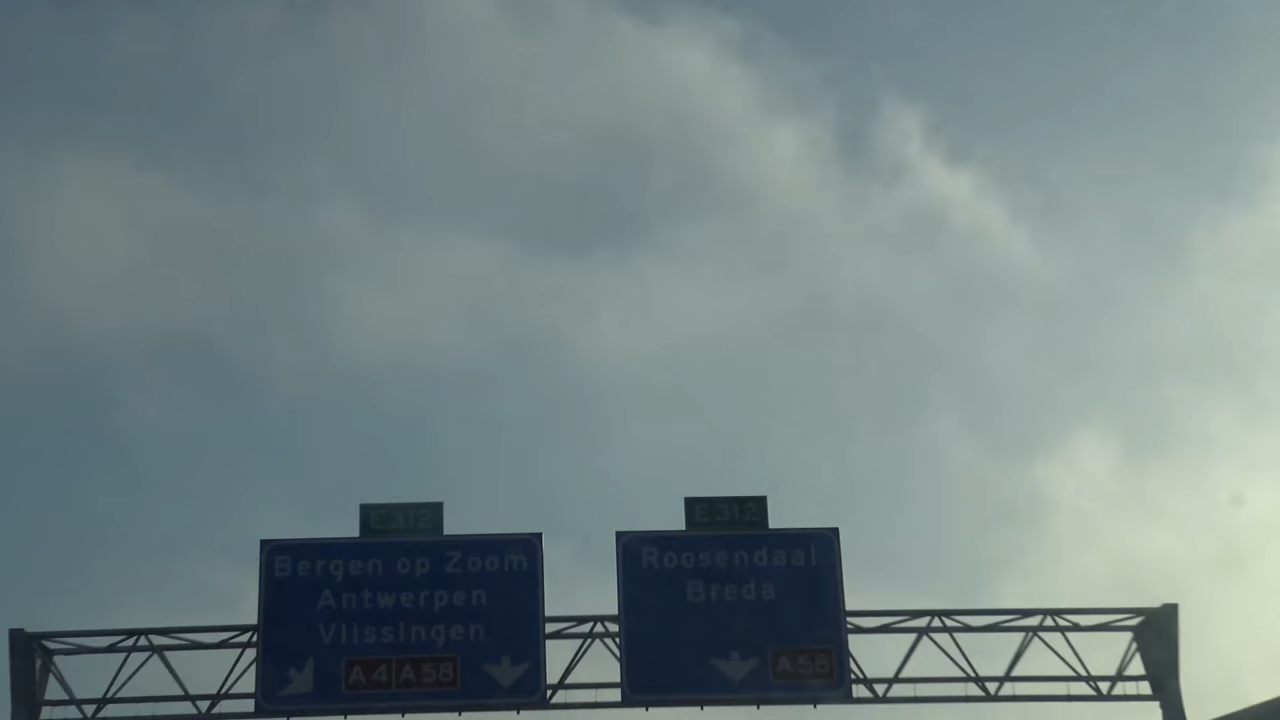 E312
Bergen op Zoom
Antwerpen
Vlissingen
A4 A58
E312
Roosendaal
Breda
A58